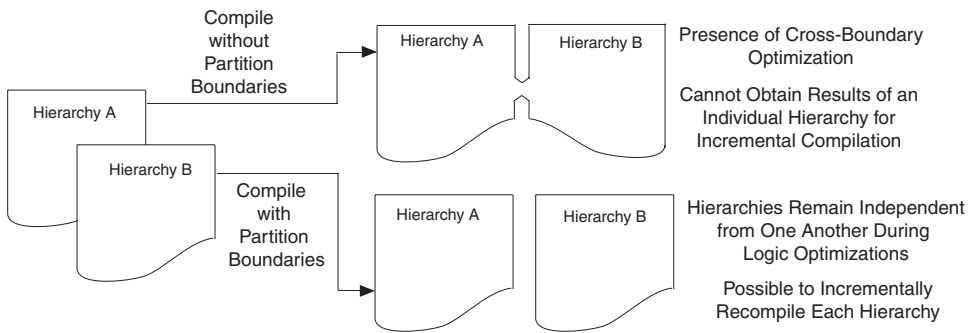 Compile
without
Partition
Boundaries
Hierarchy A
Hierarchy B
Presence of Cross-Boundary
Optimization
Cannot Obtain Results of an
Individual Hierarchy for
Incremental Compilation
Hierarchy A
Hierarchy B
Compile
with
Partition
Boundaries
Hierarchy A
Hierarchy B
Hierarchies Remain Independent
from One Another During
Logic Optimizations
Possible to Incrementally
Recompile Each Hierarchy